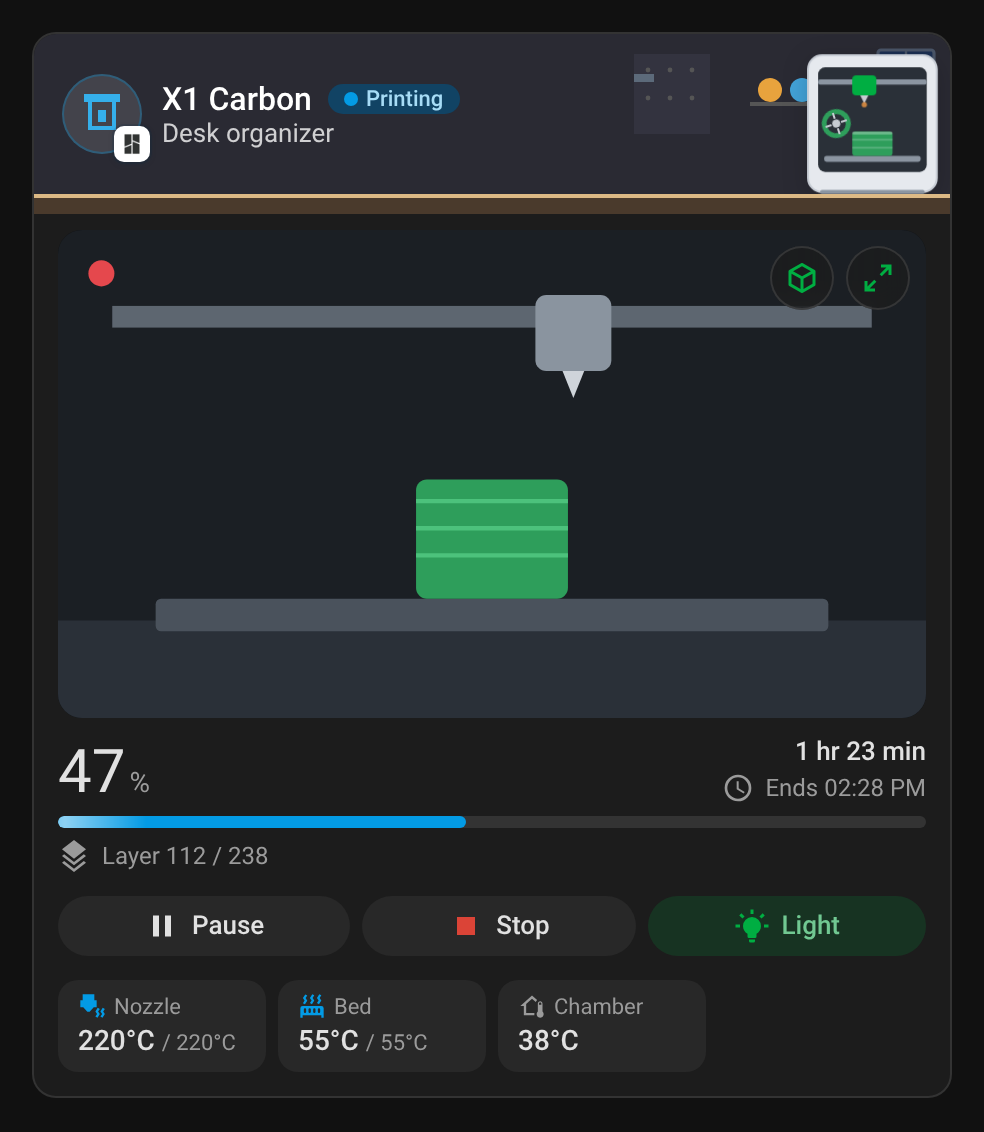 X1 Carbon
Printing
Desk organizer
47 %
1 hr 23 min
Ends 02:28 PM
Layer 112 / 238
Pause
Stop
Light
Nozzle
220°C / 220°C
Bed
55°C / 55°C
Chamber
38°C